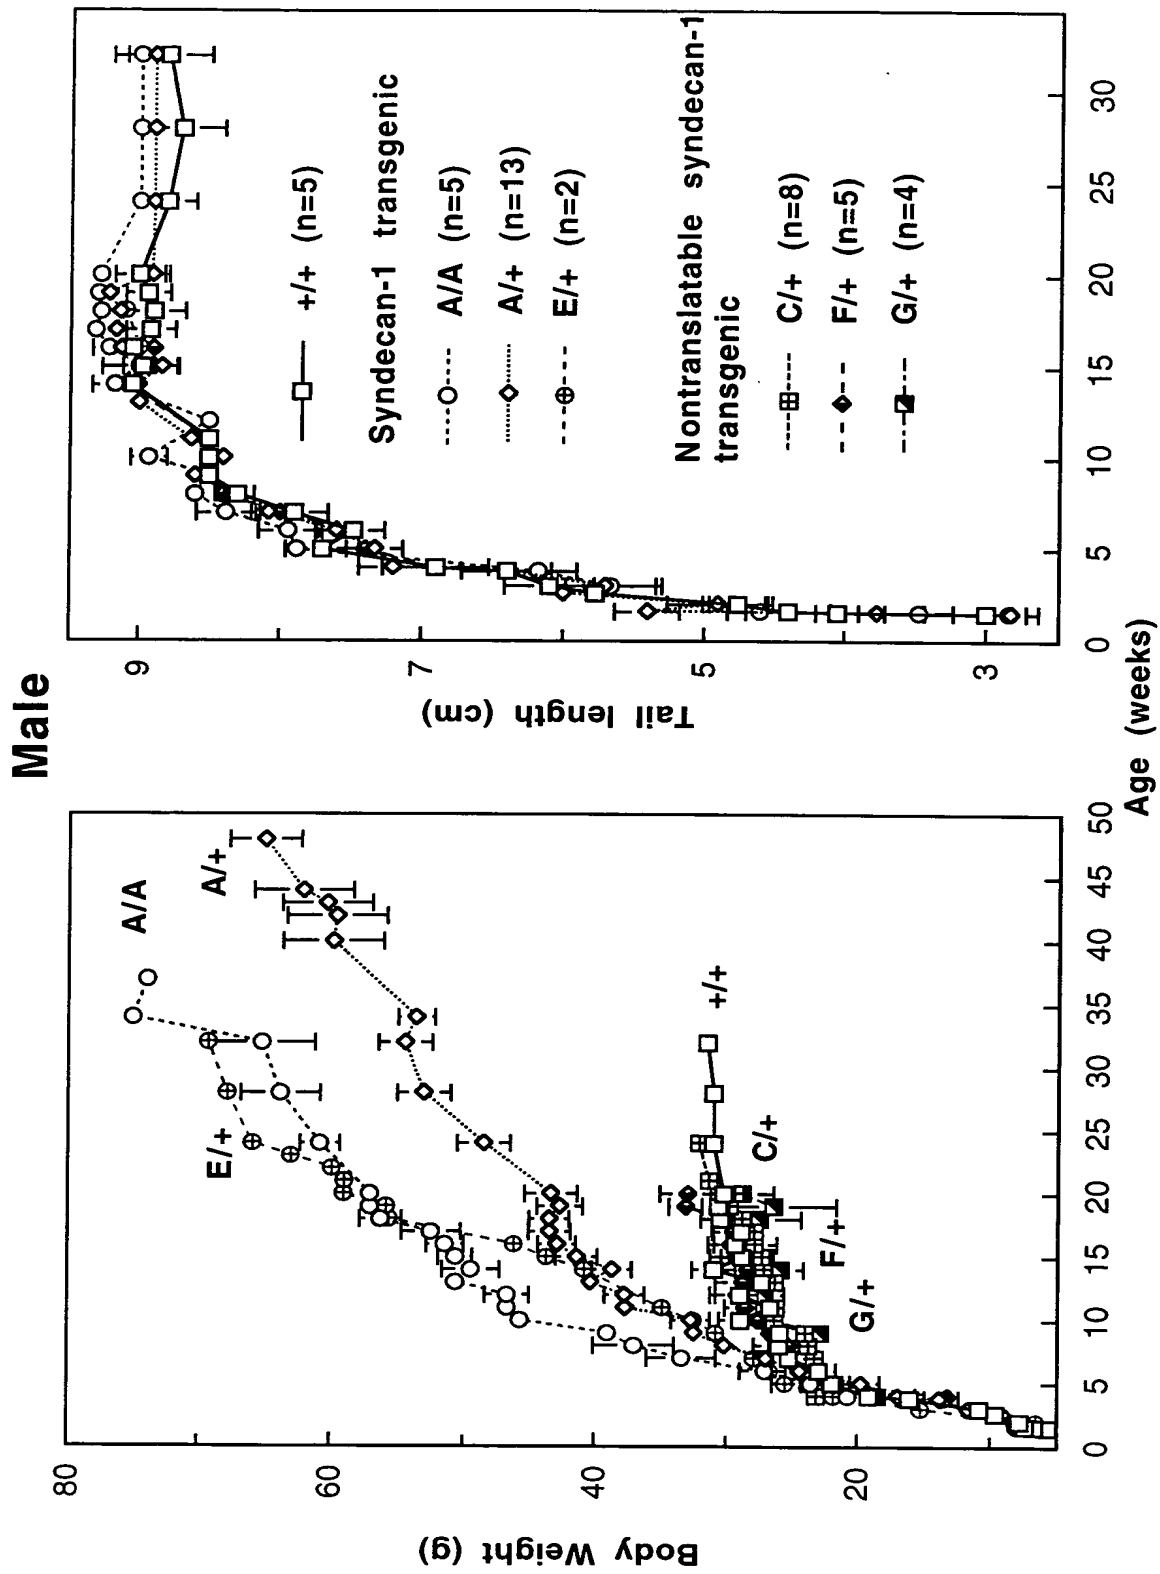 Male
Body Weight (g)
80
60
40
20
0 5 10 15 20 25 30 35 40 45 50
E/+
A/A
A/+
+/+
C/+
F/+
G/+
Tail length (cm)
9
7
5
3
0 5 10 15 20 25 30
+/+ (n=5)
Syndecan-1 transgenic
A/A (n=5)
A/+ (n=13)
E/+ (n=2)
Nontranslatable syndecan-1
transgenic
C/+ (n=8)
F/+ (n=5)
G/+ (n=4)
Age (weeks)